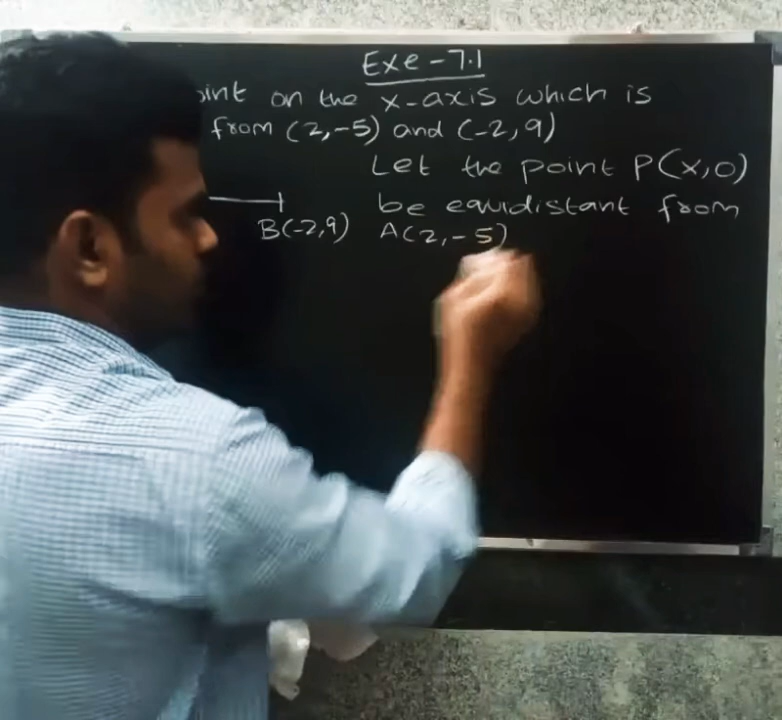 Exe-7.1
on the x-axis which is
from (2,-5) and (-2,9)
Let the point P(x,0)
be equidistant from
B(-2,9) A(2,-5)